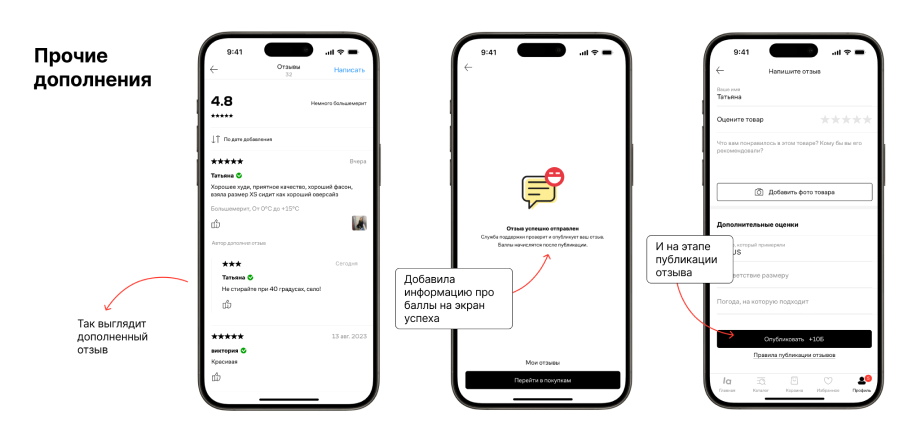 Прочие
дополнения
9:41
Отзывы
Написать
4.8
Немного большемерит
По дате добавления
Вчера
Татьяна
Хорошее худи, приятное качество, хороший фасон,
взяла размер XS сидит как хороший оверсайз
Большемерит, От 0°C до +15°C
Автор дополнил отзыв
Сегодня
Татьяна
Не стирайте при 40 градусах, село!
13 авг. 2023
виктория
Красивая
Так выглядит
дополненный
отзыв
9:41
Отзыв успешно отправлен
Служба поддержки проверит и опубликует ваш отзыв.
Баллы начислятся после публикации.
Добавила
информацию про
баллы на экран
успеха
Мои отзывы
Перейти в покупкам
9:41
Напишите отзыв
Ваше имя
Татьяна
Оцените товар
Что вам понравилось в этом товаре? Кому бы вы его
рекомендовали?
Добавить фото товара
Дополнительные оценки
И на этапе
публикации
отзыва
который примеряли
US
ветствие размеру
Погода, на которую подходит
Опубликовать +10Б
Правила публикации отзывов
Главная
Каталог
Корзина
Избранное
Профиль